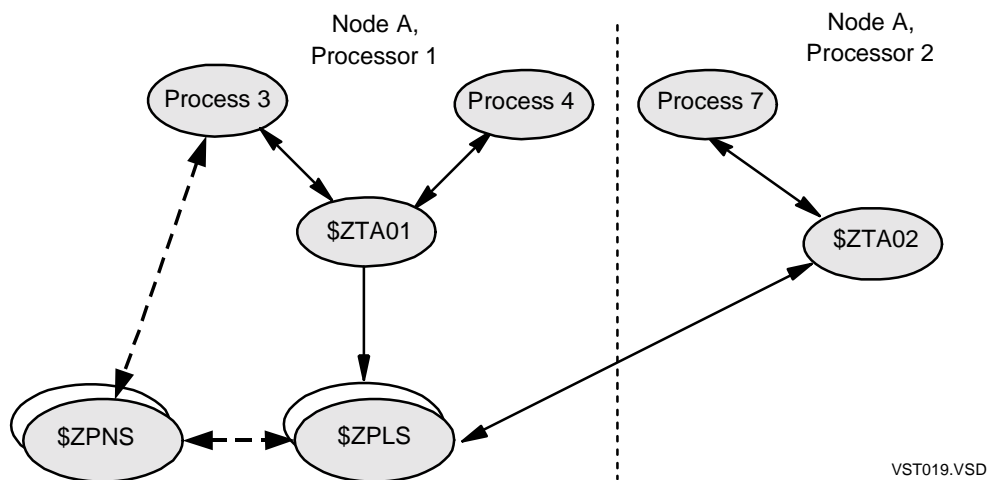 Node A,
Processor 1
Node A,
Processor 2
Process 3
Process 4
Process 7
$ZTA01
$ZTA02
$ZPNS
$ZPLS
VST019.VSD